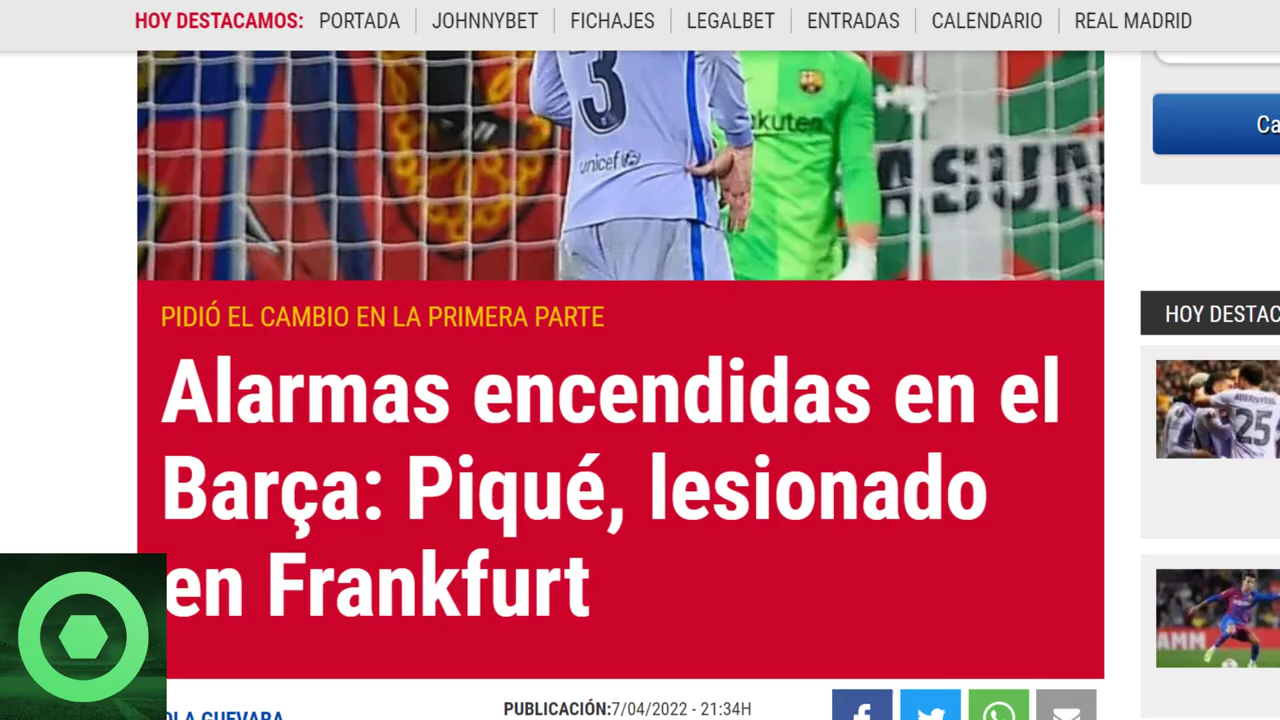 HOY DESTACAMOS: PORTADA JOHNNYBET FICHAJES LEGALBET ENTRADAS CALENDARIO REAL MADRID
3
unicef
Ca
PIDIÓ EL CAMBIO EN LA PRIMERA PARTE
HOY DESTAC
Alarmas encendidas en el
Barça: Piqué, lesionado
en Frankfurt
25
PUBLICACIÓN:7/04/2022 - 21:34H